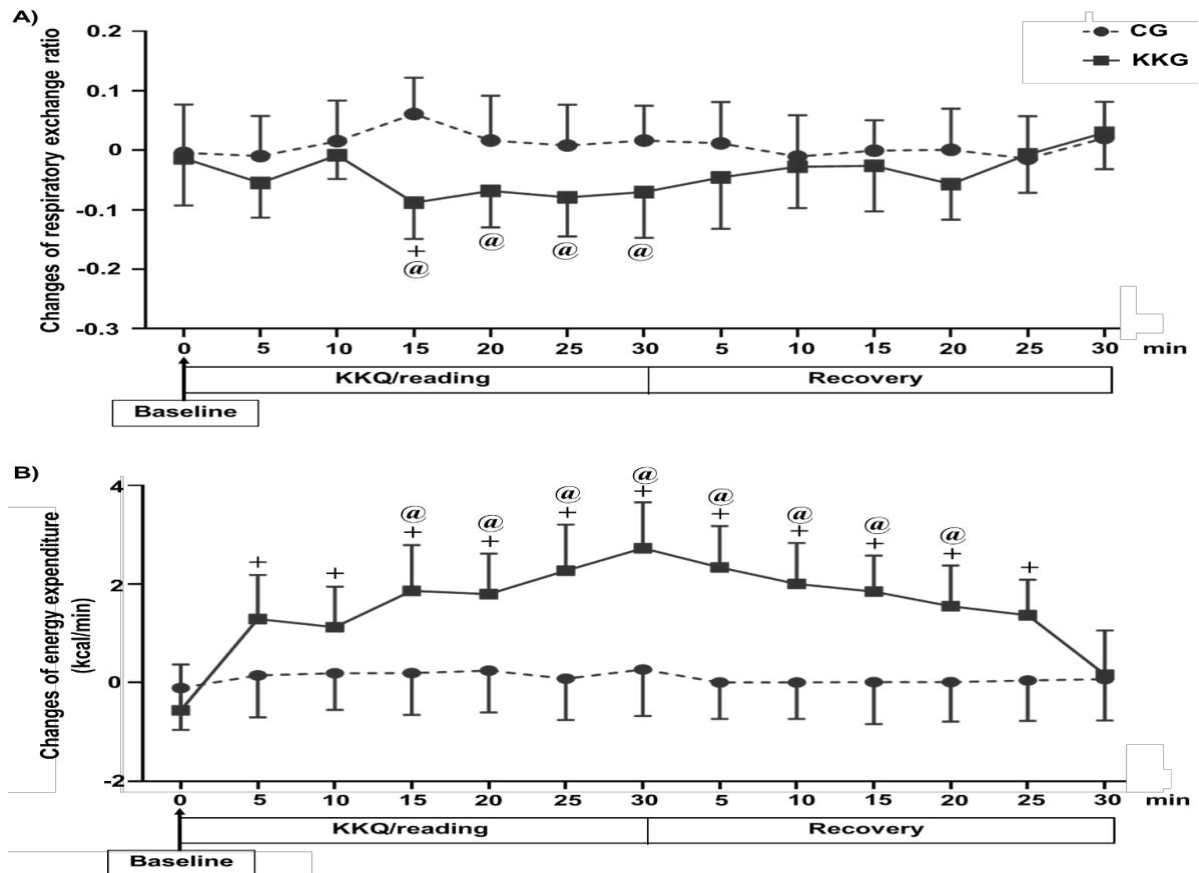 A)
CG
KKG
Changes of respiratory exchange ratio
0.2
0.1
0
-0.1
-0.2
-0.3
+
@ @ @ @
0 5 10 15 20 25 30 5 10 15 20 25 30 min
KKQ/reading Recovery
Baseline
B)
Changes of energy expenditure
(kcal/min)
4
2
0
-2
@ @ @ @ @ @ @ @
+ + + + + + + + + + +
0 5 10 15 20 25 30 5 10 15 20 25 30 min
KKQ/reading Recovery
Baseline